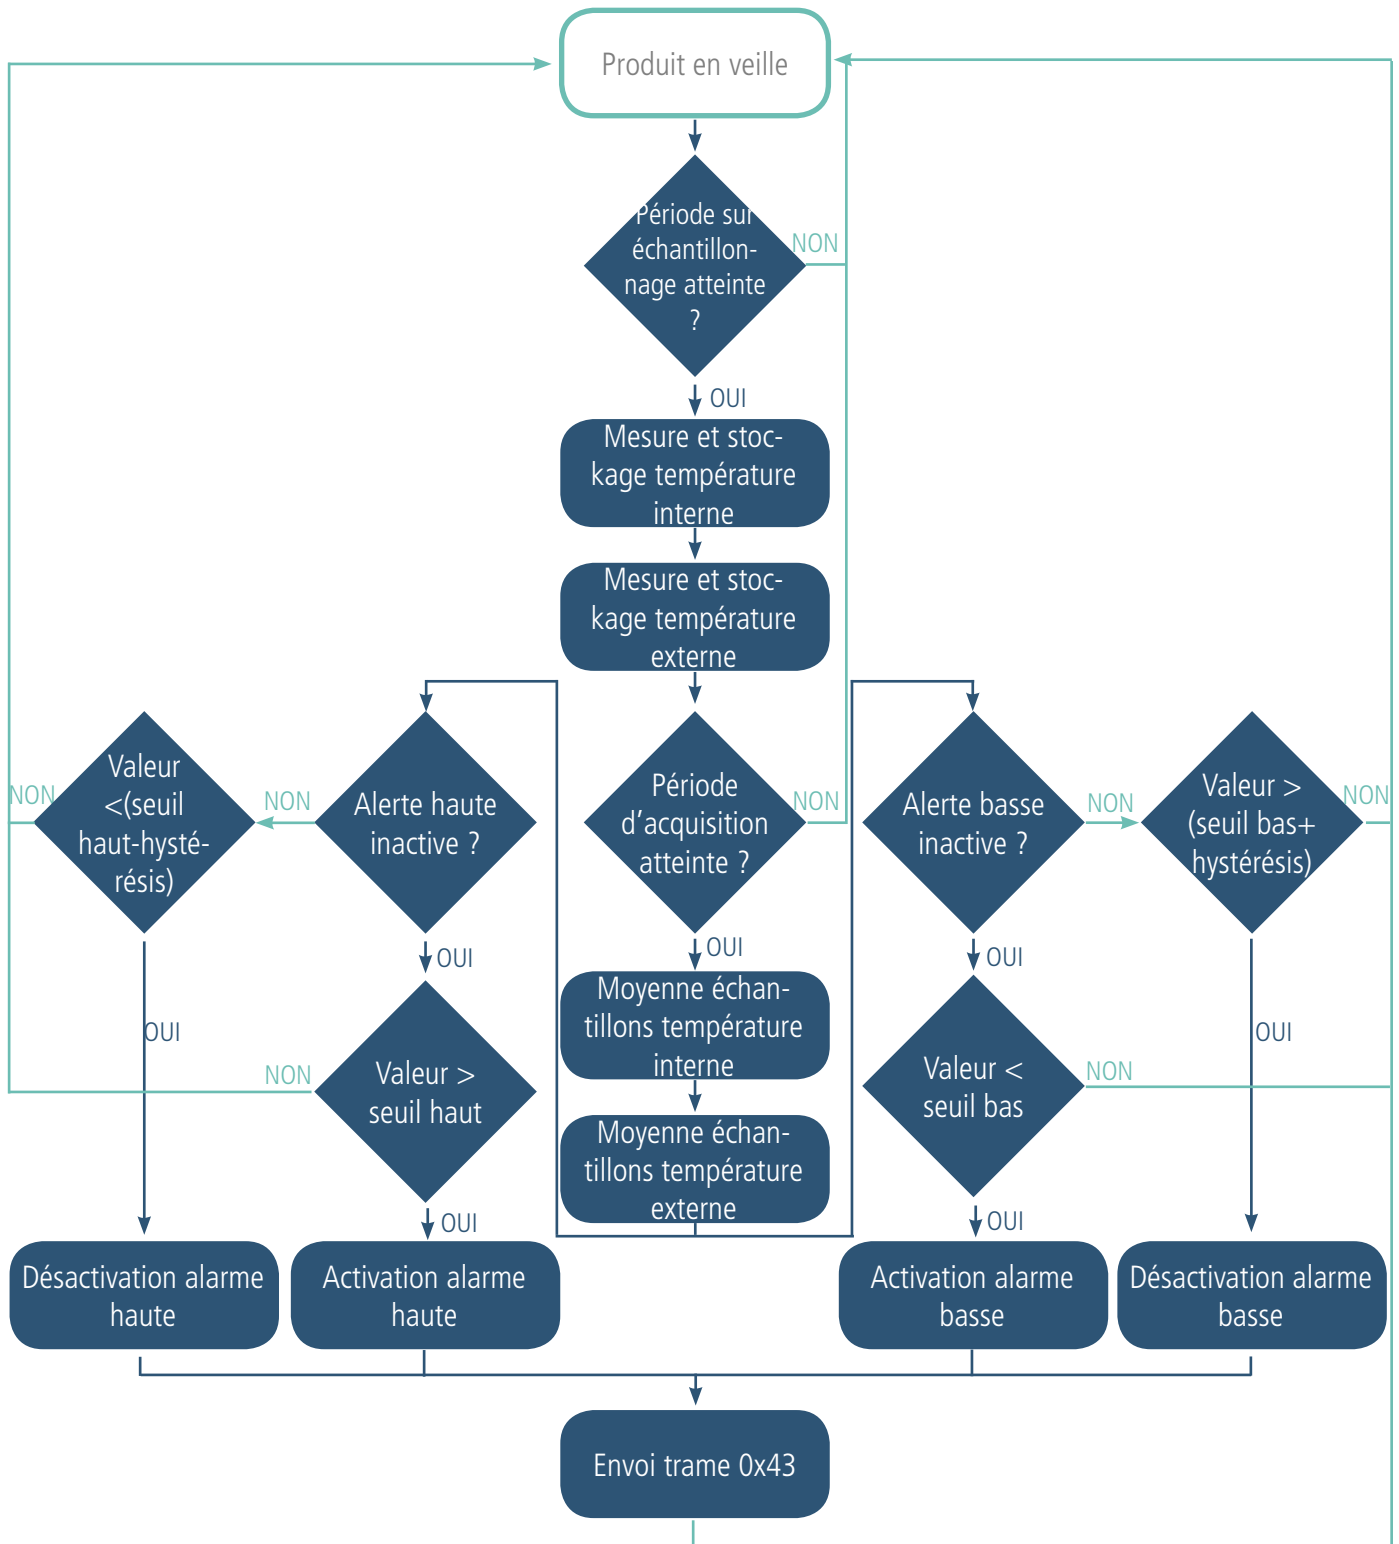 Produit en veille
Période sur
échantillon-
nage atteinte
?
NON
OUI
Mesure et stoc-
kage température
interne
Mesure et stoc-
kage température
externe
Valeur
<(seuil
haut-hysté-
résis)
NON
NON
Alerte haute
inactive ?
Période
d'acquisition
atteinte ?
NON
Alerte basse
inactive ?
NON
Valeur >
(seuil bas+
hystérésis)
NON
OUI
OUI
OUI
Moyenne échan-
tillons température
interne
OUI
OUI
NON
Valeur >
seuil haut
Valeur <
seuil bas
NON
Moyenne échan-
tillons température
externe
OUI
OUI
Désactivation alarme
haute
Activation alarme
haute
Activation alarme
basse
Désactivation alarme
basse
Envoi trame 0x43